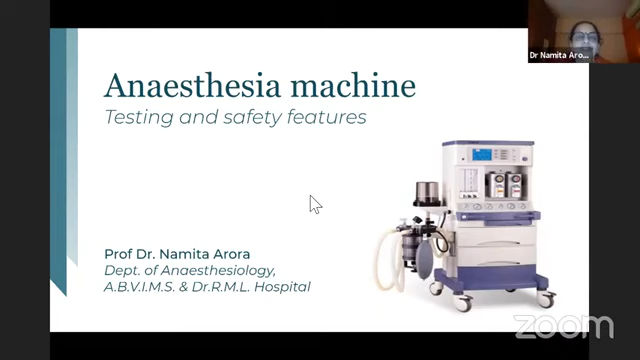 Anaesthesia machine
Testing and safety features
Prof Dr. Namita Arora
Dept. of Anaesthesiology,
A.B.V.I.M.S. & Dr.R.M.L. Hospital
Dr Namita Aro...
zoom